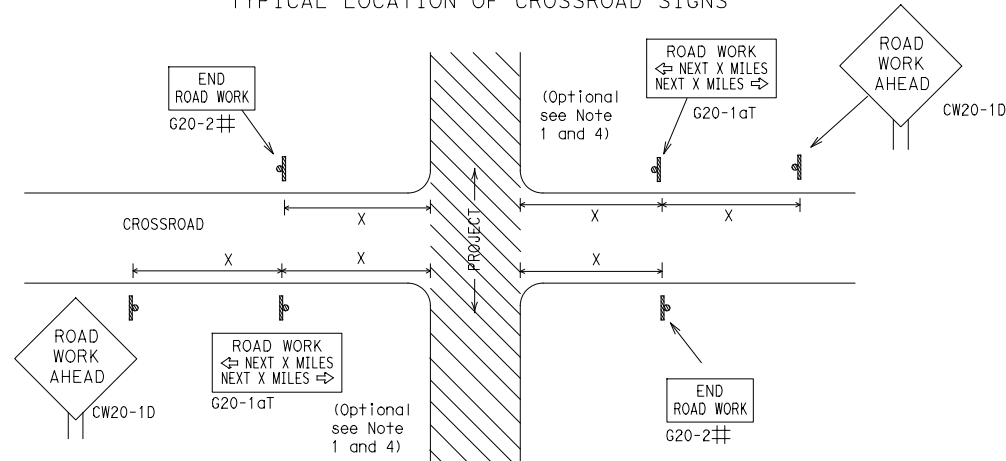 TYPICAL LOCATION OF CROSSROAD SIGNS
END
ROAD WORK
G20-2#
ROAD WORK
⇦ NEXT X MILES
NEXT X MILES ⇨
G20-1aT
(Optional
see Note
1 and 4)
ROAD
WORK
AHEAD
CW20-1D
X
X
X
CROSSROAD
PROJECT
X
X
X
ROAD
WORK
AHEAD
CW20-1D
ROAD WORK
⇦ NEXT X MILES
NEXT X MILES ⇨
G20-1aT
(Optional
see Note
1 and 4)
END
ROAD WORK
G20-2#